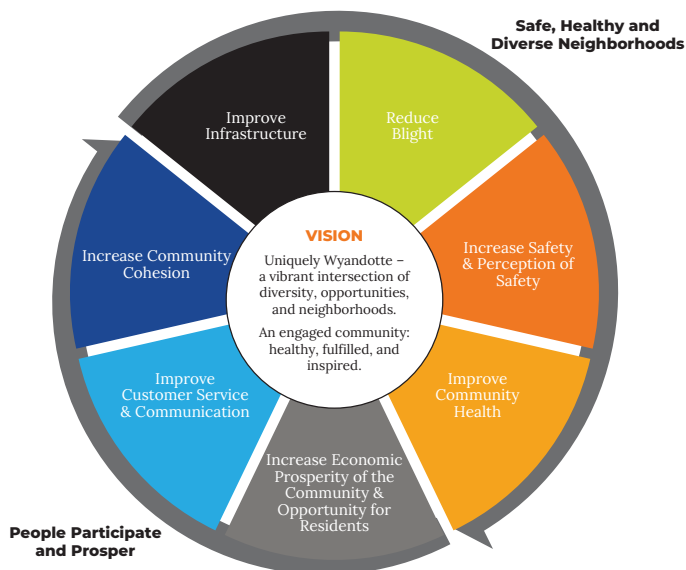 Safe, Healthy and
Diverse Neighborhoods
Improve
Infrastructure
Reduce
Blight
Increase Community
Cohesion
VISION
Uniquely Wyandotte –
a vibrant intersection of
diversity, opportunities,
and neighborhoods.
An engaged community:
healthy, fulfilled, and
inspired.
Increase Safety
& Perception of
Safety
Improve
Customer Service
& Communication
Improve
Community
Health
Increase Economic
Prosperity of the
Community &
Opportunity for
Residents
People Participate
and Prosper